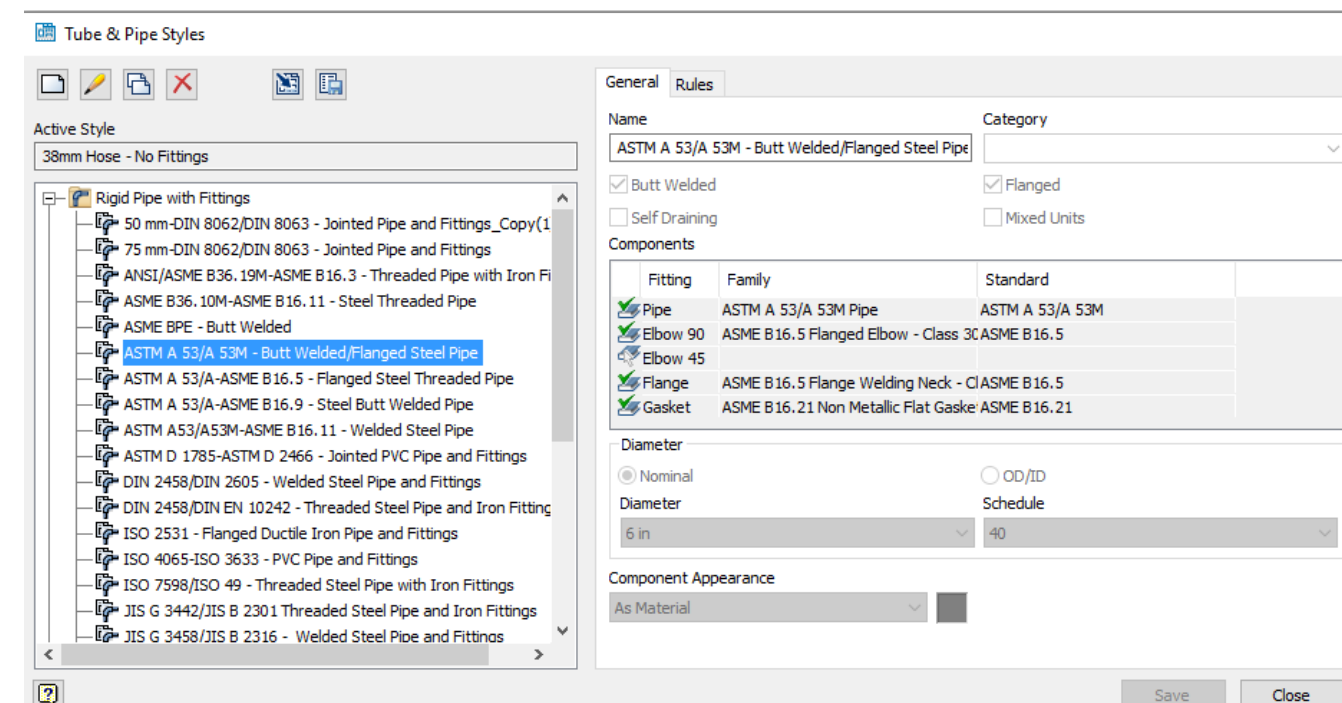 Tube & Pipe Styles
Active Style
38mm Hose - No Fittings
Rigid Pipe with Fittings
50 mm-DIN 8062/DIN 8063 - Jointed Pipe and Fittings_Copy(1
75 mm-DIN 8062/DIN 8063 - Jointed Pipe and Fittings
ANSI/ASME B36.19M-ASME B16.3 - Threaded Pipe with Iron Fi
ASME B36.10M-ASME B16.11 - Steel Threaded Pipe
ASME BPE - Butt Welded
ASTM A 53/A 53M - Butt Welded/Flanged Steel Pipe
ASTM A 53/A-ASME B16.5 - Flanged Steel Threaded Pipe
ASTM A 53/A-ASME B16.9 - Steel Butt Welded Pipe
ASTM A53/A53M-ASME B16.11 - Welded Steel Pipe
ASTM D 1785-ASTM D 2466 - Jointed PVC Pipe and Fittings
DIN 2458/DIN 2605 - Welded Steel Pipe and Fittings
DIN 2458/DIN EN 10242 - Threaded Steel Pipe and Iron Fitting
ISO 2531 - Flanged Ductile Iron Pipe and Fittings
ISO 4065-ISO 3633 - PVC Pipe and Fittings
ISO 7598/ISO 49 - Threaded Steel Pipe with Iron Fittings
JIS G 3442/JIS B 2301 Threaded Steel Pipe and Iron Fittings
JIS G 3458/JIS B 2316 - Welded Steel Pipe and Fittings
General Rules
Name Category
ASTM A 53/A 53M - Butt Welded/Flanged Steel Pipe
Butt Welded Flanged
Self Draining Mixed Units
Components
Fitting Family Standard
Pipe ASTM A 53/A 53M Pipe ASTM A 53/A 53M
Elbow 90 ASME B16.5 Flanged Elbow - Class 30 ASME B16.5
Elbow 45
Flange ASME B16.5 Flange Welding Neck - Cl ASME B16.5
Gasket ASME B16.21 Non Metallic Flat Gaske ASME B16.21
Diameter
Nominal OD/ID
Diameter Schedule
6 in 40
Component Appearance
As Material
Save Close